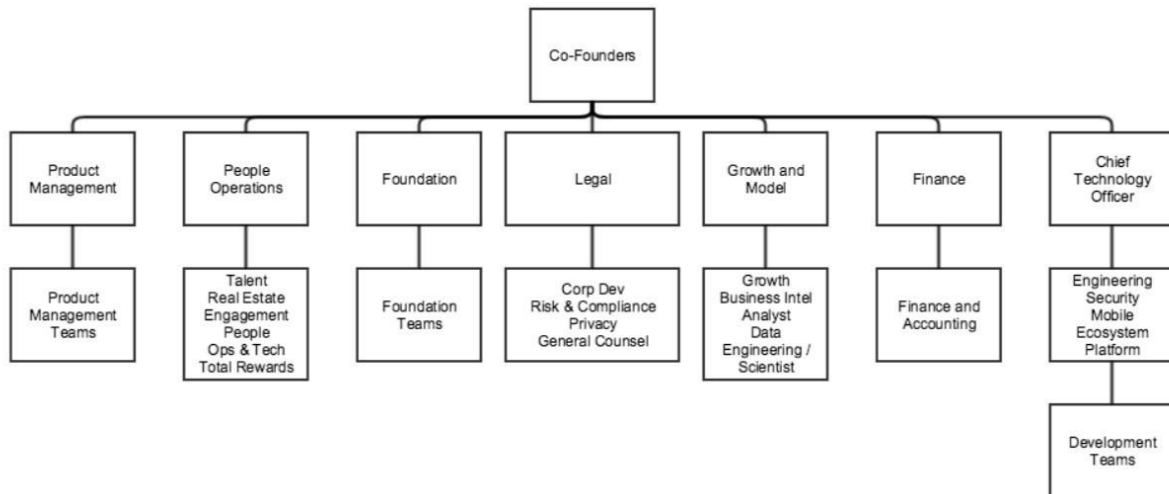 Co-Founders
Product
Management
People
Operations
Foundation
Legal
Growth and
Model
Finance
Chief
Technology
Officer
Product
Management
Teams
Talent
Real Estate
Engagement
People
Ops & Tech
Total Rewards
Foundation
Teams
Corp Dev
Risk & Compliance
Privacy
General Counsel
Growth
Business Intel
Analyst
Data
Engineering /
Scientist
Finance and
Accounting
Engineering
Security
Mobile
Ecosystem
Platform
Development
Teams